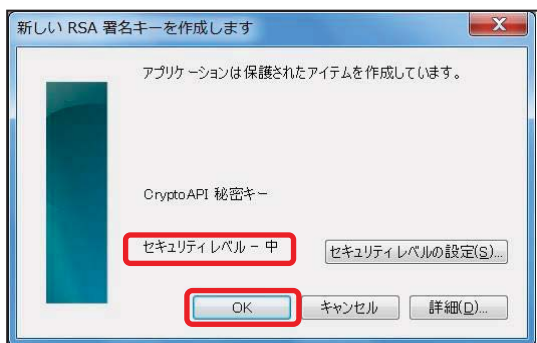 新しい RSA 署名キーを作成します
アプリケーションは保護されたアイテムを作成しています。
CryptoAPI 秘密キー
セキュリティ レベル - 中
セキュリティ レベルの設定(S)...
OK
キャンセル
詳細(D)...